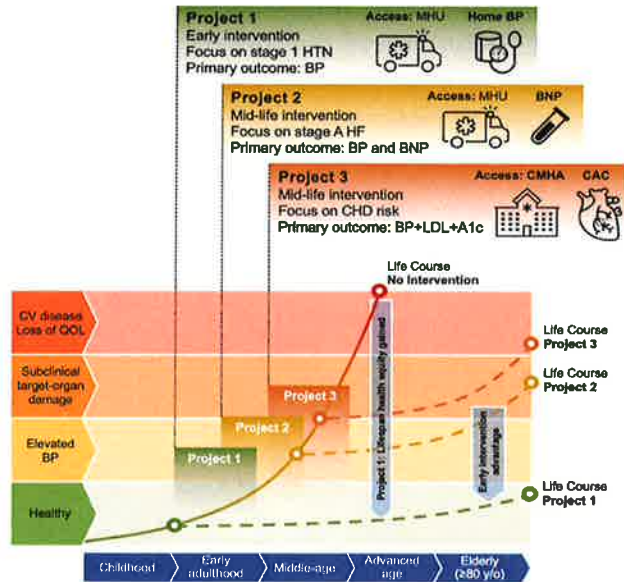 Project 1
Early intervention
Focus on stage 1 HTN
Primary outcome: BP
Access: MHU
Home BP
Project 2
Mid-life intervention
Focus on stage A HF
Primary outcome: BP and BNP
Access: MHU
BNP
Project 3
Mid-life intervention
Focus on CHD risk
Primary outcome: BP+LDL+A1c
Access: CMHA
CAC
Life Course
No Intervention
CV disease
Loss of QOL
Subclinical
target-organ
damage
Elevated
BP
Healthy
Project 1
Project 2
Project 3
Project 1: Lifespan health equity gained
Early intervention
advantage
Life Course
Project 3
Life Course
Project 2
Life Course
Project 1
Childhood
Early
adulthood
Middle-age
Advanced
age
Elderly
(≥80 y/o)